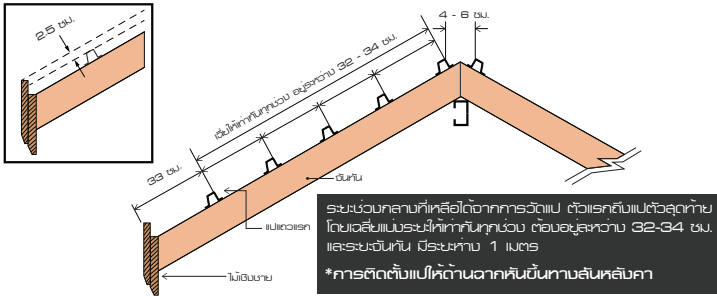 2.5 ซม.
4 - 6 ซม.
เฉลี่ยให้เท่ากันทุกช่วง อยู่ระหว่าง 32 - 34 ซม.
33 ซม.
จันทัน
แปแถวแรก
ไม้เชิงชาย
ระยะช่วงกลางที่เหลือได้จากการวัดแป ตัวแรกถึงแปตัวสุดท้าย
โดยเฉลี่ยแบ่งระยะให้เท่ากันทุกช่วง ต้องอยู่ละหว่าง 32-34 ซม.
และระยะจันทัน มีระยะห่าง 1 เมตร
*การติดตั้งแปให้ด้านฉากหันขึ้นทางสันหลังคา